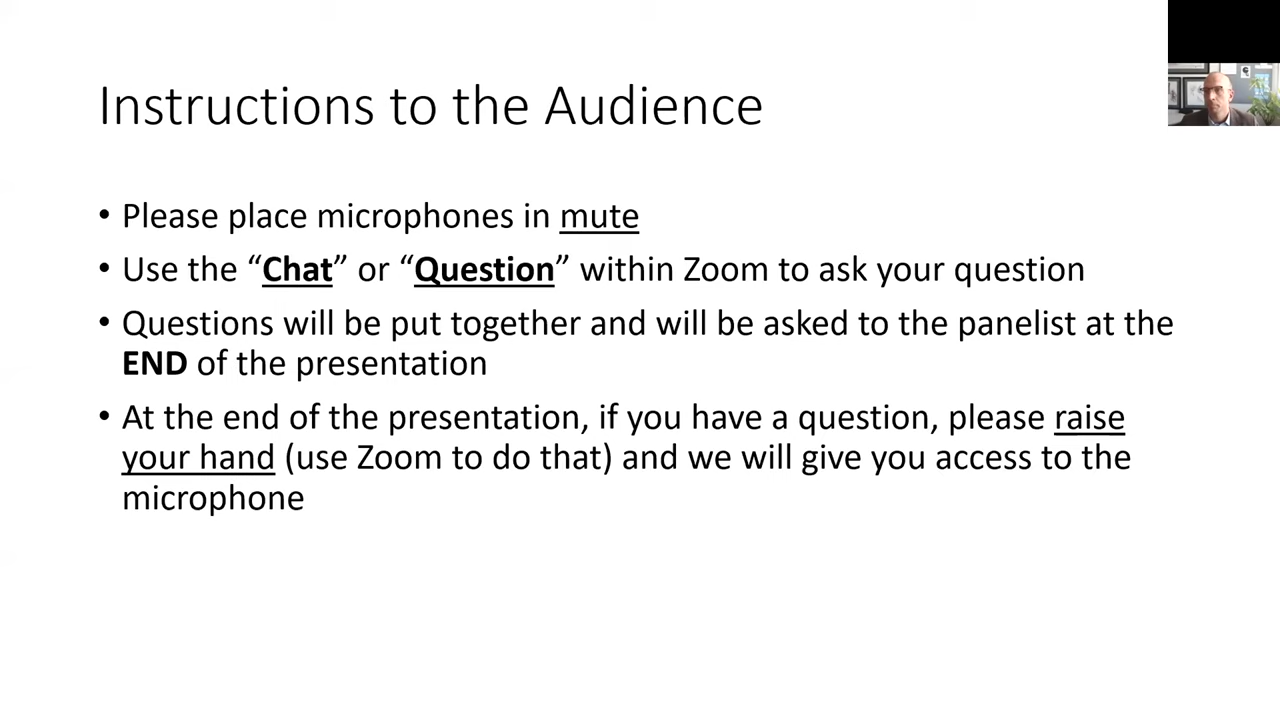 Instructions to the Audience
• Please place microphones in mute
• Use the “Chat” or “Question” within Zoom to ask your question
• Questions will be put together and will be asked to the panelist at the
END of the presentation
• At the end of the presentation, if you have a question, please raise
your hand (use Zoom to do that) and we will give you access to the
microphone